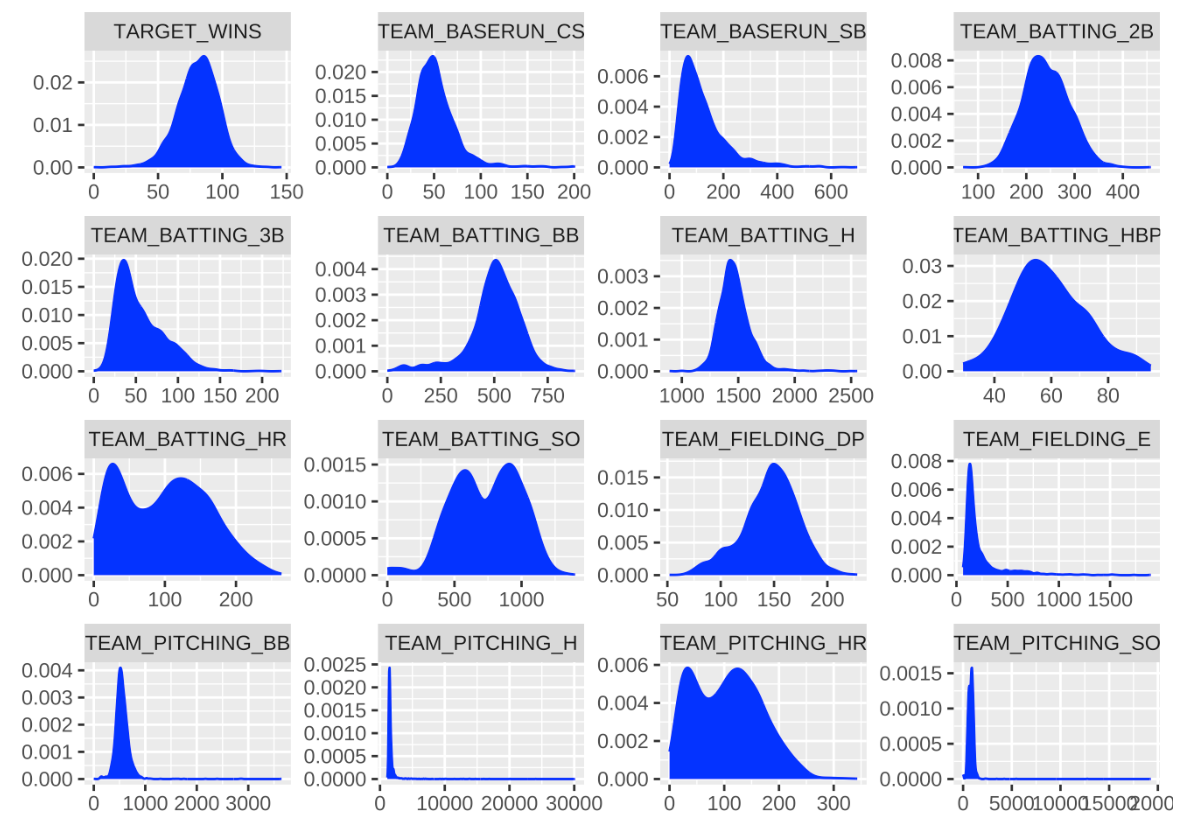 TARGET_WINS TEAM_BASERUN_CS TEAM_BASERUN_SB TEAM_BATTING_2B
0.02 0.020 0.006 0.008
0.015 0.006
0.01 0.010 0.004 0.004
0.005 0.002 0.002
0.00 0.000 0.000 0.000
0 50 100 150 0 50 100 150 200 0 200 400 600 100 200 300 400
TEAM_BATTING_3B TEAM_BATTING_BB TEAM_BATTING_H TEAM_BATTING_HBP
0.020 0.004 0.003 0.03
0.015 0.003 0.002 0.02
0.010 0.002 0.001 0.01
0.005 0.001
0.000 0.000 0.000 0.00
0 50 100 150 200 0 250 500 750 1000 1500 2000 2500 40 60 80
TEAM_BATTING_HR TEAM_BATTING_SO TEAM_FIELDING_DP TEAM_FIELDING_E
0.006 0.0015 0.015 0.008
0.004 0.0010 0.010 0.006
0.002 0.0005 0.005 0.004
0.002
0.000 0.0000 0.000 0.000
0 100 200 0 500 1000 50 100 150 200 0 500 1000 1500
TEAM_PITCHING_BB TEAM_PITCHING_H TEAM_PITCHING_HR TEAM_PITCHING_SO
0.004 0.0025 0.006 0.0015
0.003 0.0020 0.004 0.0010
0.002 0.0015 0.002 0.0005
0.001 0.0010
0.0005
0.000 0.0000 0.000 0.0000
0 1000 2000 3000 0 10000 20000 30000 0 100 200 300 0 5000 10000 15000 2000